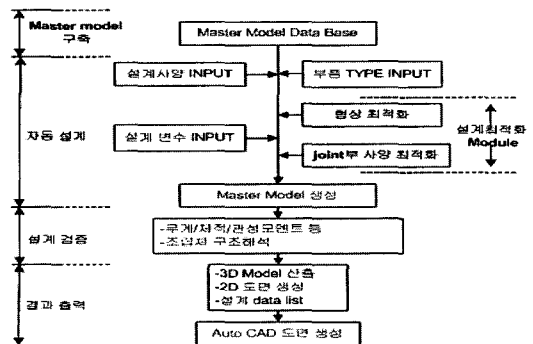 Master model
구축
Master Model Data Base
설계사양 INPUT
부품 TYPE INPUT
형상 최적화
자동 설계
설계 변수 INPUT
설계최적화
Module
joint부 사양 최적화
Master Model 생성
설계 검증
-무게/체적/관성모멘트 등
-조립체 구조해석
-3D Model 산출
-2D 도면 생성
-설계 data list
결과 출력
Auto CAD 도면 생성